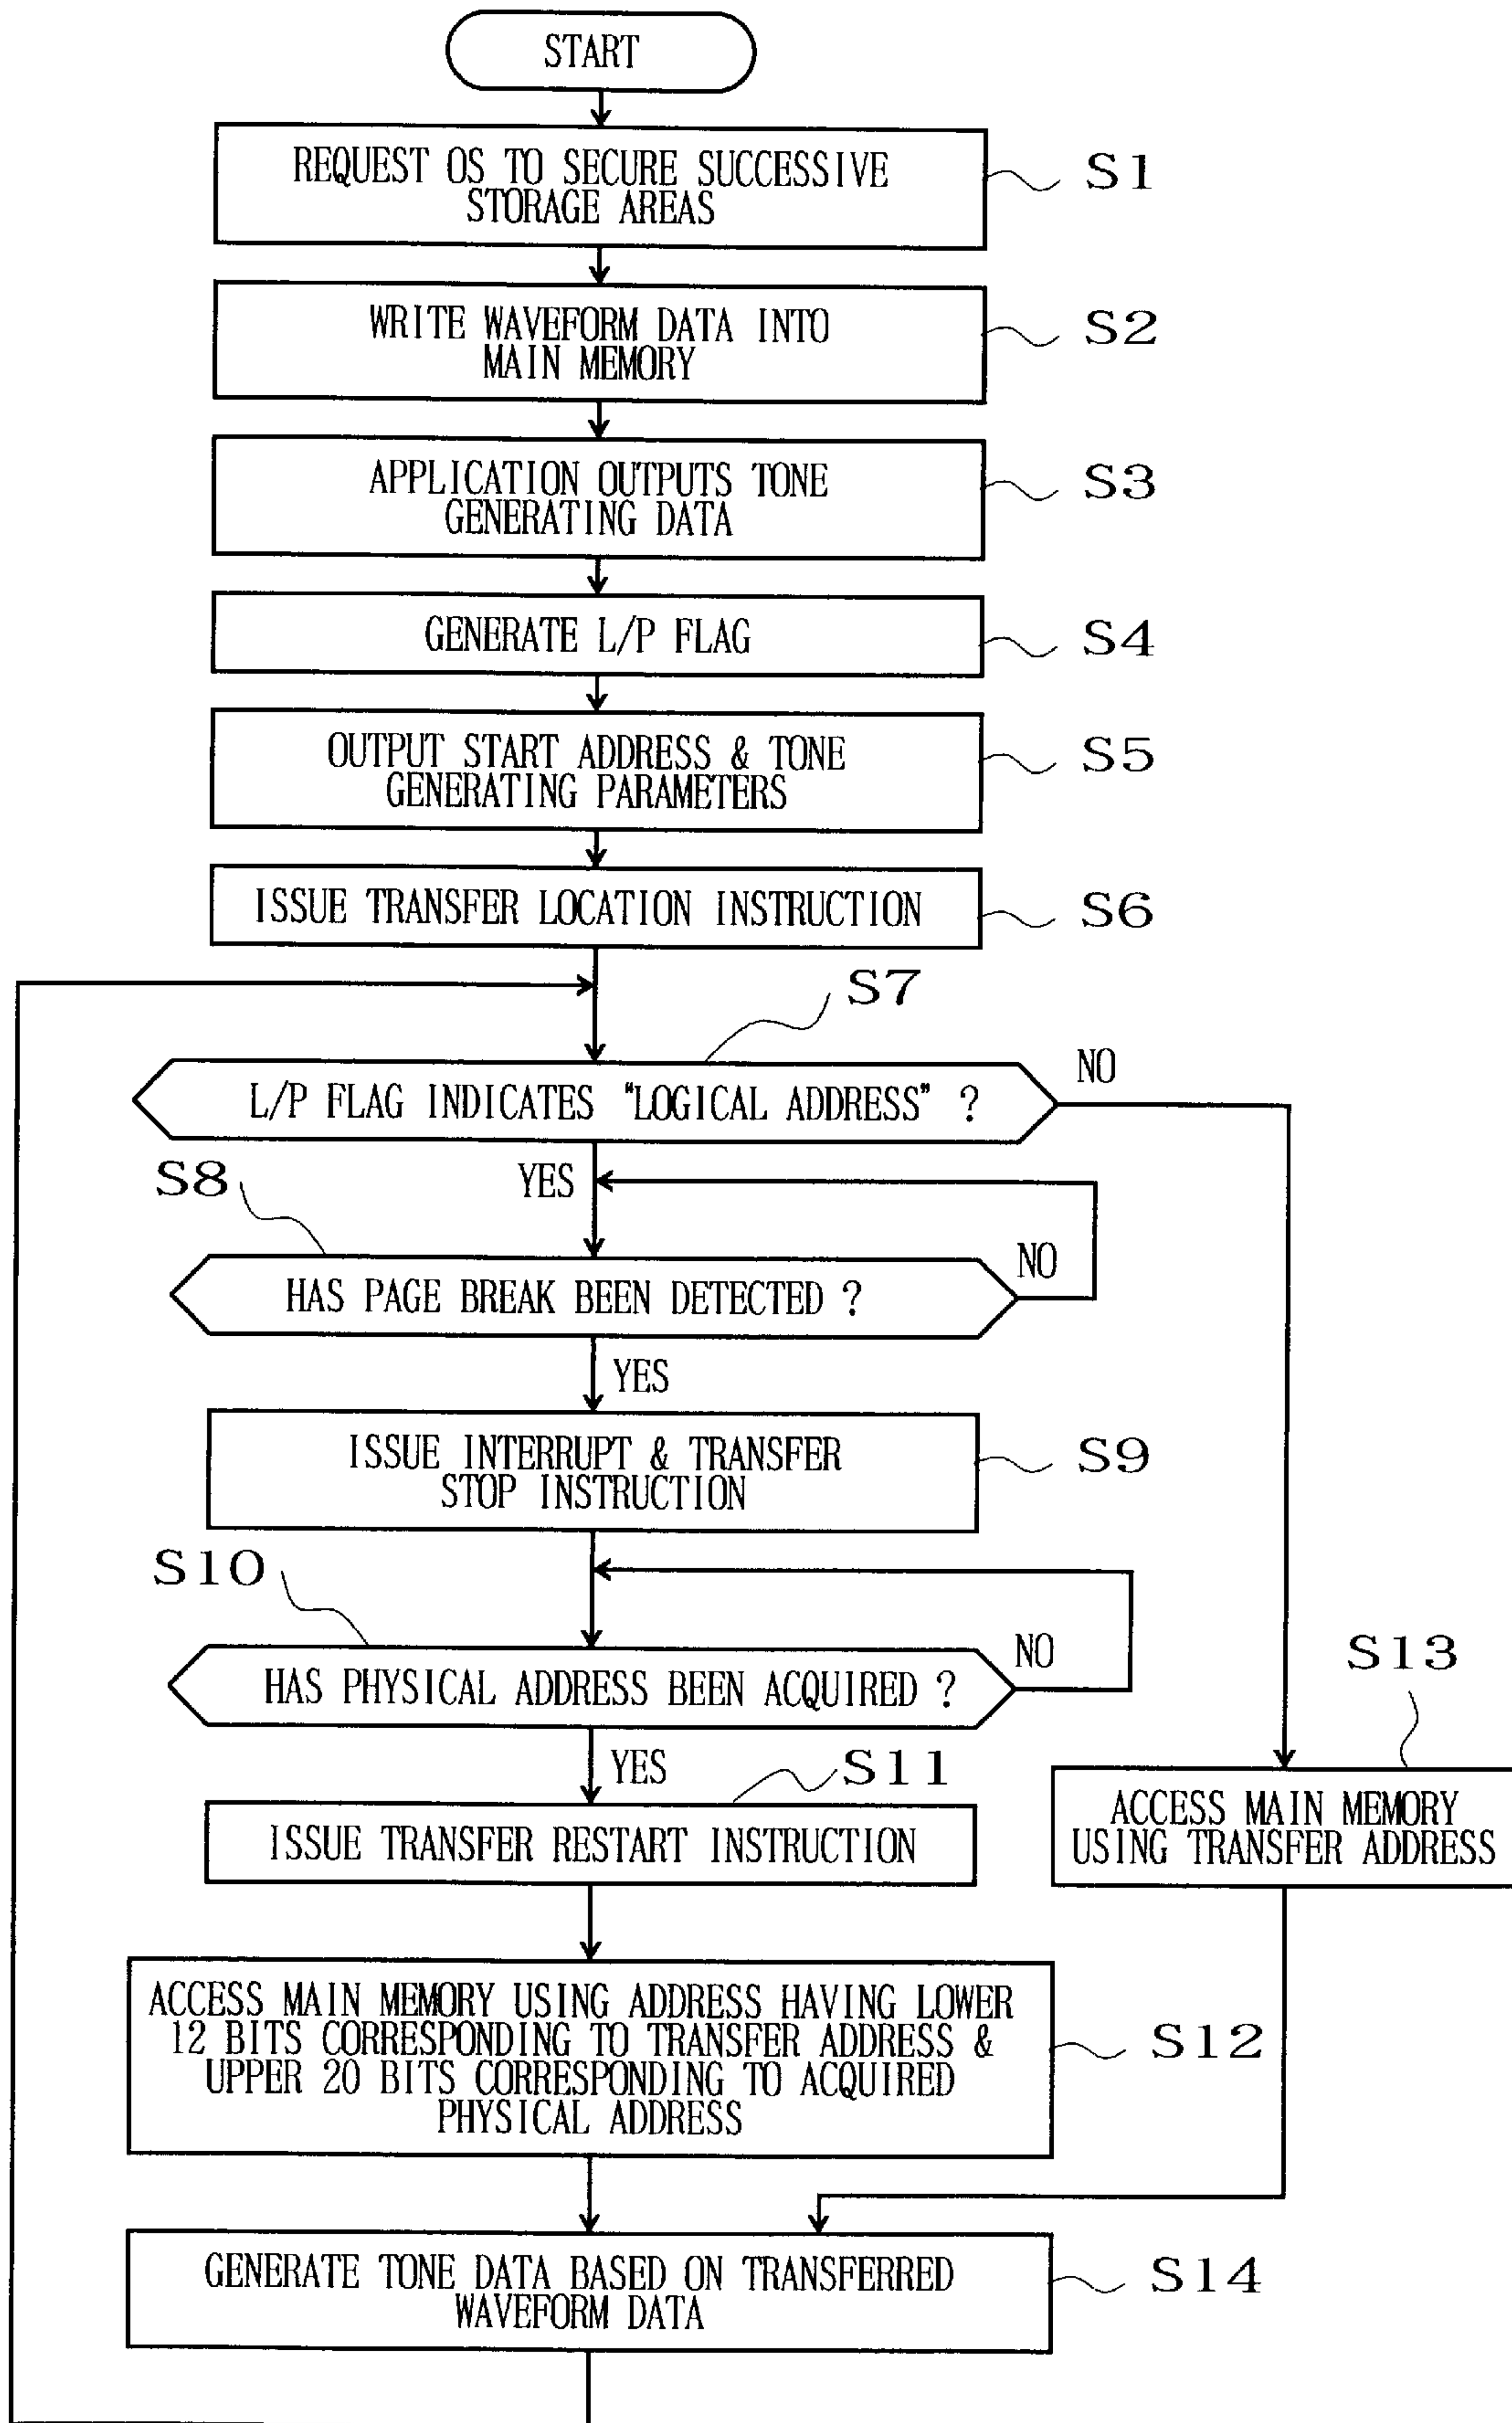 START
REQUEST OS TO SECURE SUCCESSIVE
STORAGE AREAS
S1
WRITE WAVEFORM DATA INTO
MAIN MEMORY
S2
APPLICATION OUTPUTS TONE
GENERATING DATA
S3
GENERATE L/P FLAG
S4
OUTPUT START ADDRESS & TONE
GENERATING PARAMETERS
S5
ISSUE TRANSFER LOCATION INSTRUCTION
S6
S7
L/P FLAG INDICATES "LOGICAL ADDRESS" ?
NO
YES
S8
HAS PAGE BREAK BEEN DETECTED ?
NO
YES
ISSUE INTERRUPT & TRANSFER
STOP INSTRUCTION
S9
S10
HAS PHYSICAL ADDRESS BEEN ACQUIRED ?
NO
YES
S11
ISSUE TRANSFER RESTART INSTRUCTION
S13
ACCESS MAIN MEMORY
USING TRANSFER ADDRESS
ACCESS MAIN MEMORY USING ADDRESS HAVING LOWER
12 BITS CORRESPONDING TO TRANSFER ADDRESS &
UPPER 20 BITS CORRESPONDING TO ACQUIRED
PHYSICAL ADDRESS
S12
GENERATE TONE DATA BASED ON TRANSFERRED
WAVEFORM DATA
S14